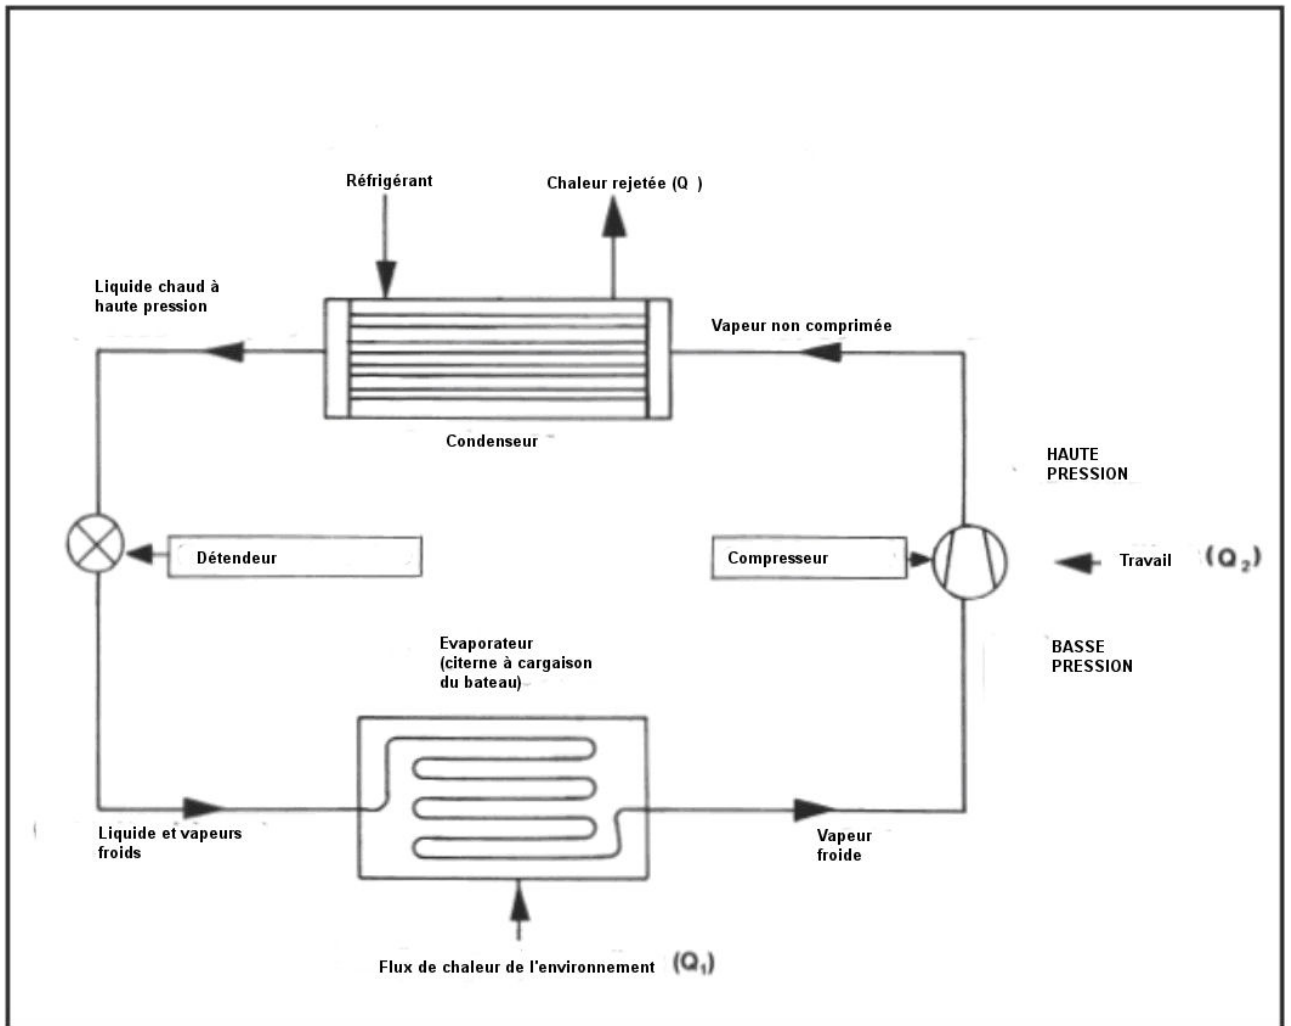 Réfrigérant
Chaleur rejetée (Q )
Liquide chaud à
haute pression
Vapeur non comprimée
Condenseur
HAUTE
PRESSION
Détendeur
Compresseur
Travail (Q₂)
Evaporateur
(citerne à cargaison
du bateau)
BASSE
PRESSION
Liquide et vapeurs
froids
Vapeur
froide
Flux de chaleur de l'environnement (Q₁)